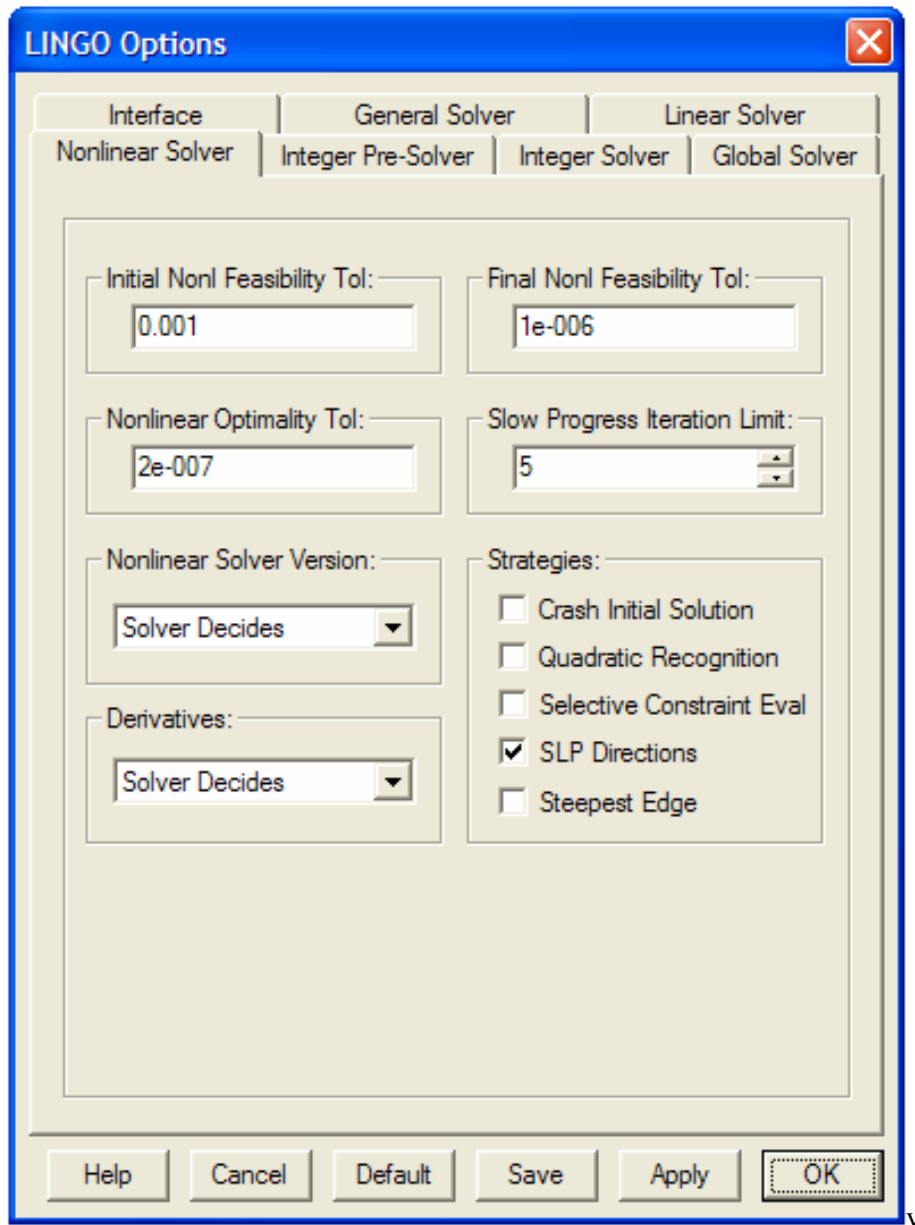 LINGO Options
Interface
General Solver
Linear Solver
Nonlinear Solver
Integer Pre-Solver
Integer Solver
Global Solver
Initial Nonl Feasibility Tol:
0.001
Final Nonl Feasibility Tol:
1e-006
Nonlinear Optimality Tol:
2e-007
Slow Progress Iteration Limit:
5
Nonlinear Solver Version:
Solver Decides
Derivatives:
Solver Decides
Strategies:
Crash Initial Solution
Quadratic Recognition
Selective Constraint Eval
SLP Directions
Steepest Edge
Help
Cancel
Default
Save
Apply
OK